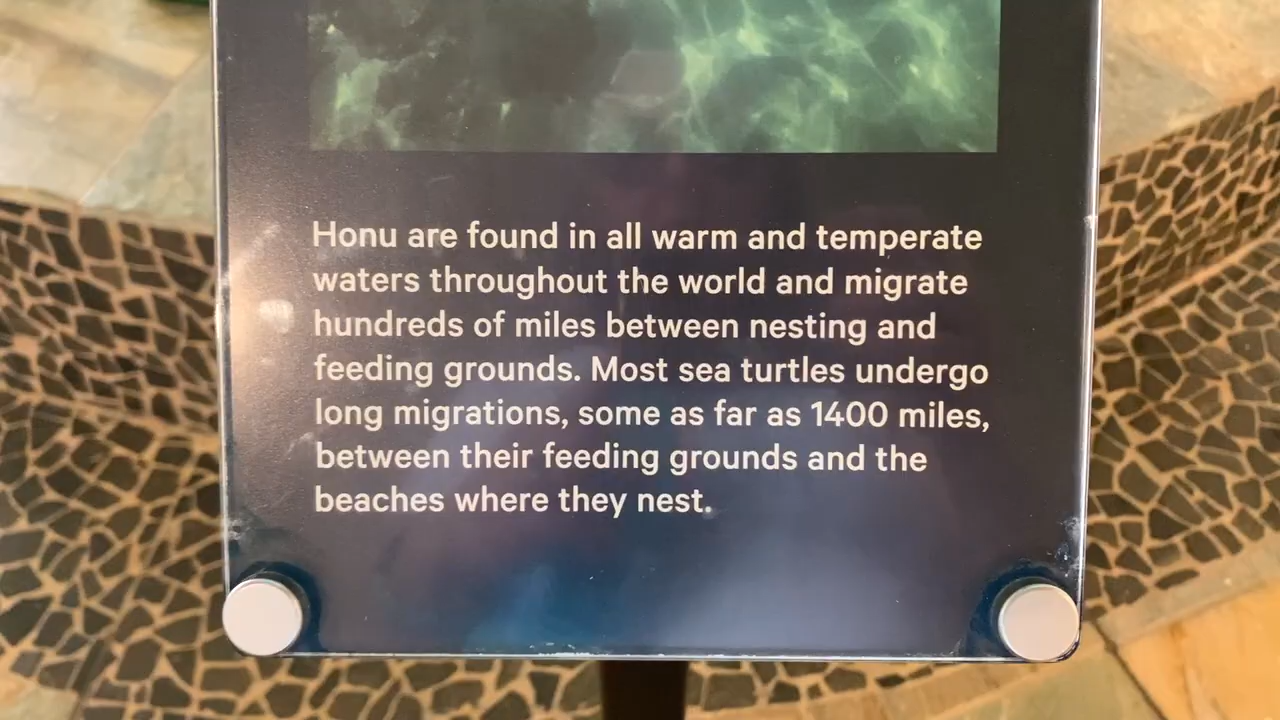 Honu are found in all warm and temperate
waters throughout the world and migrate
hundreds of miles between nesting and
feeding grounds. Most sea turtles undergo
long migrations, some as far as 1400 miles,
between their feeding grounds and the
beaches where they nest.